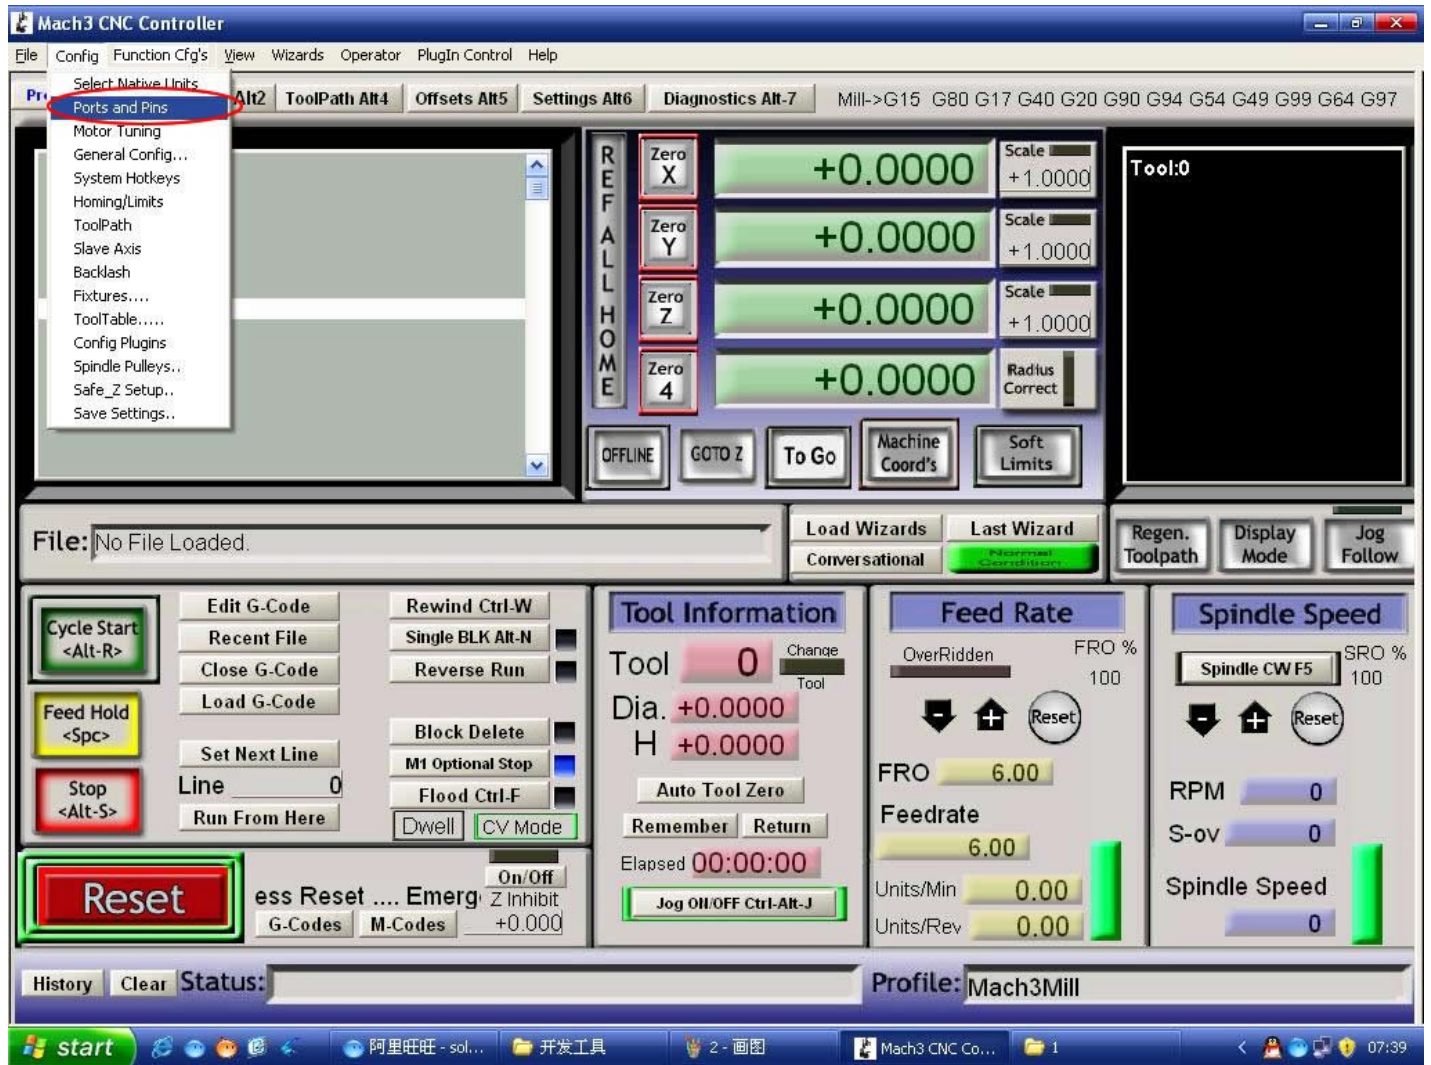 Mach3 CNC Controller
File Config Function Cfg's View Wizards Operator PlugIn Control Help
Select Native Units
Ports and Pins
Motor Tuning
General Config...
System Hotkeys
Homing/Limits
ToolPath
Slave Axis
Backlash
Fixtures....
ToolTable.....
Config Plugins
Spindle Pulleys..
Safe_Z Setup..
Save Settings..
Alt2 ToolPath Alt4 Offsets Alt5 Settings Alt6 Diagnostics Alt-7 Mill->G15 G80 G17 G40 G20 G90 G94 G54 G49 G99 G64 G97
REF ALL HOME
Zero X +0.0000 Scale +1.0000
Zero Y +0.0000 Scale +1.0000
Zero Z +0.0000 Scale +1.0000
Zero 4 +0.0000 Radius Correct
OFFLINE GOTO Z To Go Machine Coord's Soft Limits
Tool:0
File: No File Loaded.
Load Wizards Last Wizard
Conversational Normal Condition
Regen. Toolpath Display Mode Jog Follow
Cycle Start <Alt-R>
Feed Hold <Spc>
Stop <Alt-S>
Edit G-Code
Recent File
Close G-Code
Load G-Code
Set Next Line
Line 0
Run From Here
Rewind Ctrl-W
Single BLK Alt-N
Reverse Run
Block Delete
M1 Optional Stop
Flood Ctrl-F
Dwell CV Mode
Reset
ess Reset .... Emerg
G-Codes M-Codes
On/Off
Z Inhibit
+0.000
Tool Information
Tool 0 Change Tool
Dia. +0.0000
H +0.0000
Auto Tool Zero
Remember Return
Elapsed 00:00:00
Jog ON/OFF Ctrl-Alt-J
Feed Rate
OverRidden FRO %
100
Reset
FRO 6.00
Feedrate
6.00
Units/Min 0.00
Units/Rev 0.00
Spindle Speed
Spindle CW F5 SRO %
100
Reset
RPM 0
S-ov 0
Spindle Speed
0
History Clear Status:
Profile: Mach3Mill
start 阿里旺旺 - sol... 开发工具 2 - 画图 Mach3 CNC Co... 1 07:39